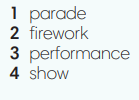 1 parade
2 firework
3 performance
4 show